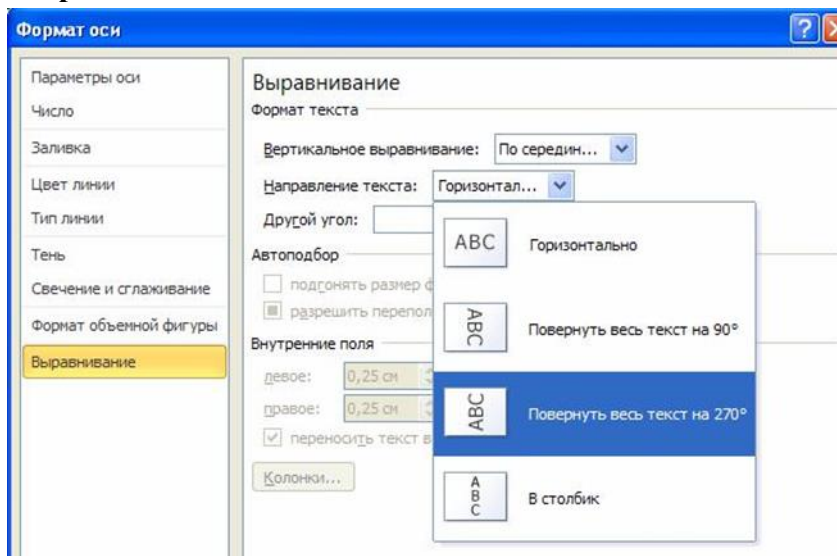 Формат оси
Параметры оси
Число
Заливка
Цвет линии
Тип линии
Тень
Свечение и сглаживание
Формат объемной фигуры
Выравнивание
Выравнивание
Формат текста
Вертикальное выравнивание: По середин...
Направление текста: Горизонтал...
Другой угол:
Автоподбор
подгонять размер
разрешить перепол
Внутренние поля
левое: 0,25 см
правое: 0,25 см
переносить текст в
Колонки...
ABC Горизонтально
ABC Повернуть весь текст на 90°
ABC Повернуть весь текст на 270°
ABC В столбик